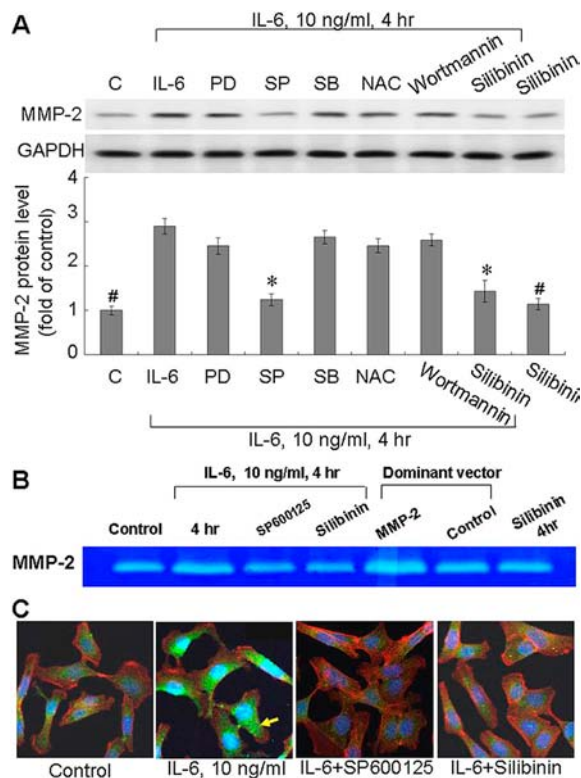 A
IL-6, 10 ng/ml, 4 hr
C IL-6 PD SP SB NAC Wortmannin Silibinin Silibinin
MMP-2
GAPDH
MMP-2 protein level
(fold of control)
4
3
2
1
0
# * * #
C IL-6 PD SP SB NAC Wortmannin Silibinin Silibinin
IL-6, 10 ng/ml, 4 hr
B
IL-6, 10 ng/ml, 4 hr Dominant vector
Control 4 hr SP600125 Silibinin MMP-2 Control Silibinin 4hr
MMP-2
C
Control IL-6, 10 ng/ml IL-6+SP600125 IL-6+Silibinin